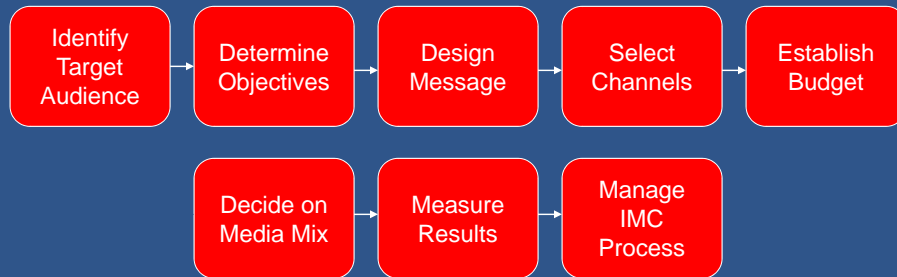 Identify
Target
Audience
Determine
Objectives
Design
Message
Select
Channels
Establish
Budget
Decide on
Media Mix
Measure
Results
Manage
IMC
Process